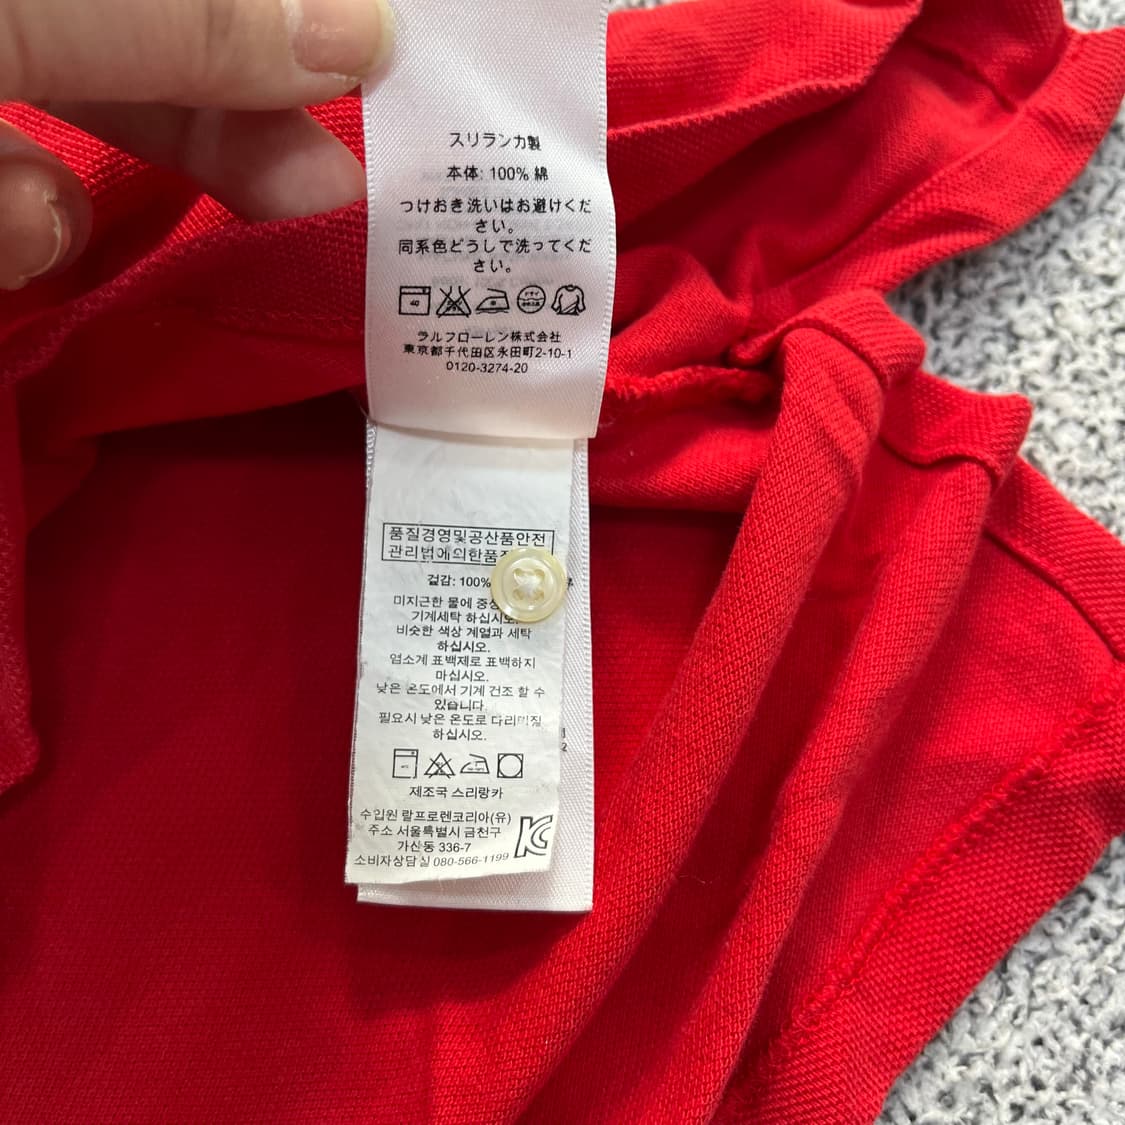 スリランカ製
本体: 100% 綿
つけおき洗いはお避けくだ
さい。
同系色どうしで洗ってくだ
さい。
40
ラルフローレン株式会社
東京都千代田区永田町2-10-1
0120-3274-20
품질경영및공산품안전
관리법에의한품
겉감: 100%
미지근한 물에 중성
기계세탁 하십시오.
비슷한 색상 계열과 세탁
하십시오.
염소계 표백제로 표백하지
마십시오.
낮은 온도에서 기계 건조 할 수
있습니다.
필요시 낮은 온도로 다리미질
하십시오.
제조국 스리랑카
수입원 랄프로렌코리아(유)
주소 서울특별시 금천구
가산동 336-7
소비자상담실 080-566-1199